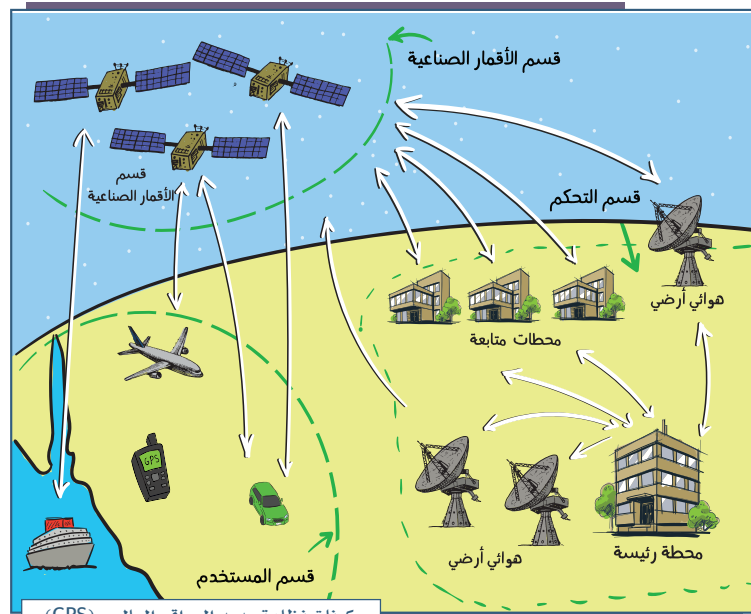 قسم الأقمار الصناعية
قسم
الأقمار الصناعية
قسم التحكم
هوائي أرضي
محطات متابعة
GPS
هوائي أرضي
محطة رئيسة
قسم المستخدم
(GPS)